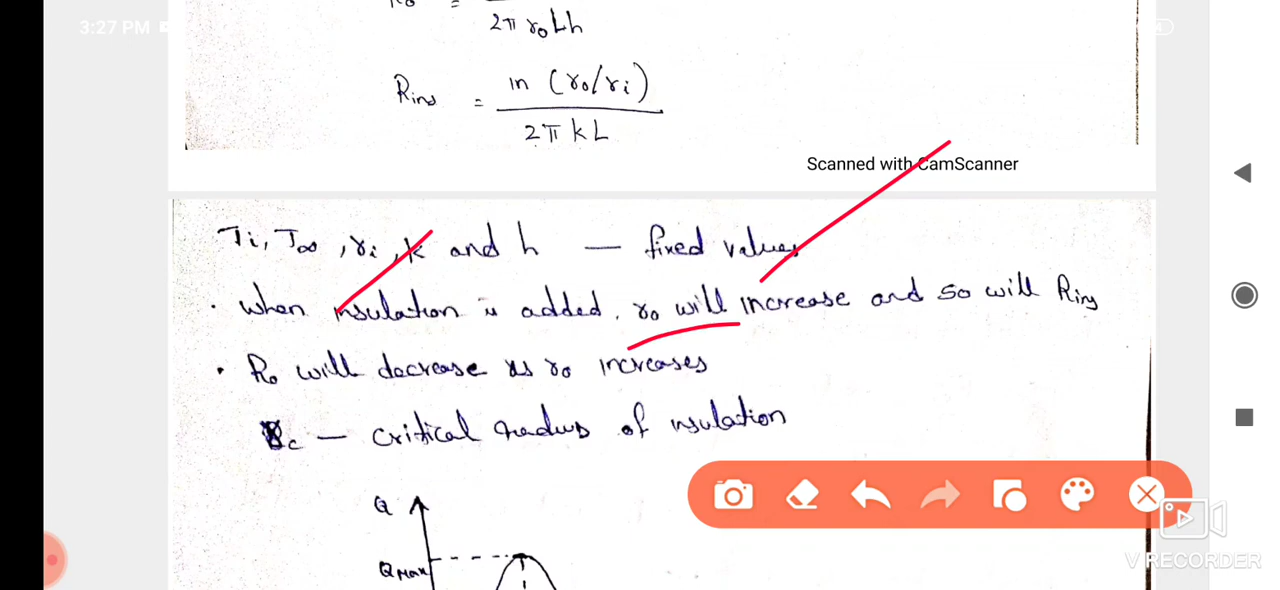 3:27 PM
=
2π r₀Lh
Rins = ln (r₀/ri)
2π k L
Scanned with CamScanner
Ti, T∞, ri, k and h — fixed values
· When insulation is added, r₀ will increase and so will Rins
· R₀ will decrease as r₀ increases
rc — critical radius of insulation
Q
Qmax
V RECORDER